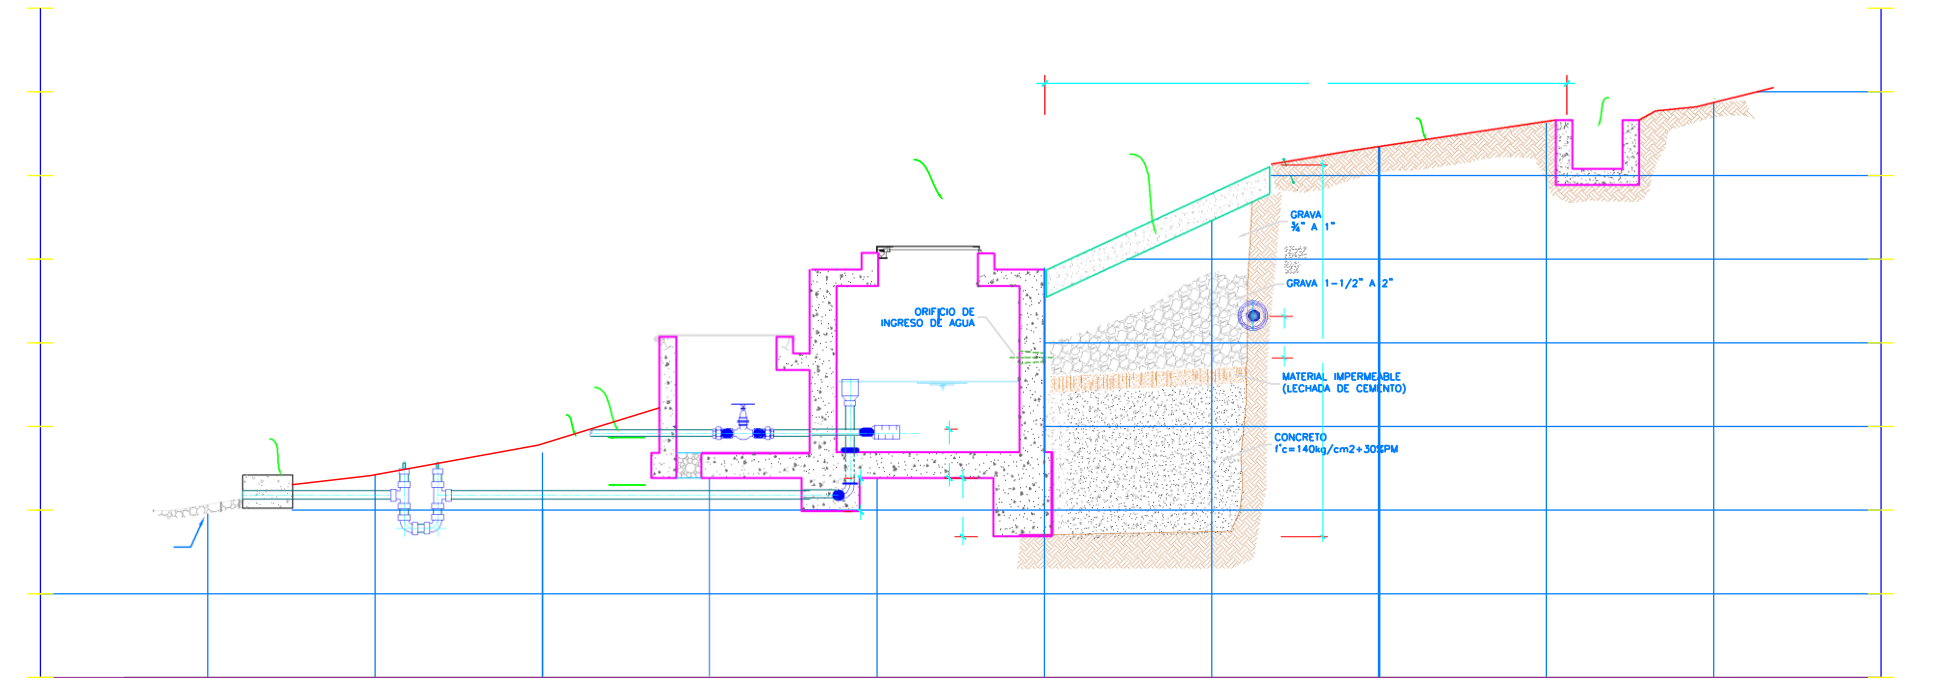 GRAVA
¾" A 1"
GRAVA 1-1/2" A 2"
ORIFICIO DE
INGRESO DE AGUA
MATERIAL IMPERMEABLE
(LECHADA DE CEMENTO)
CONCRETO
f'c=140kg/cm2+30%PM